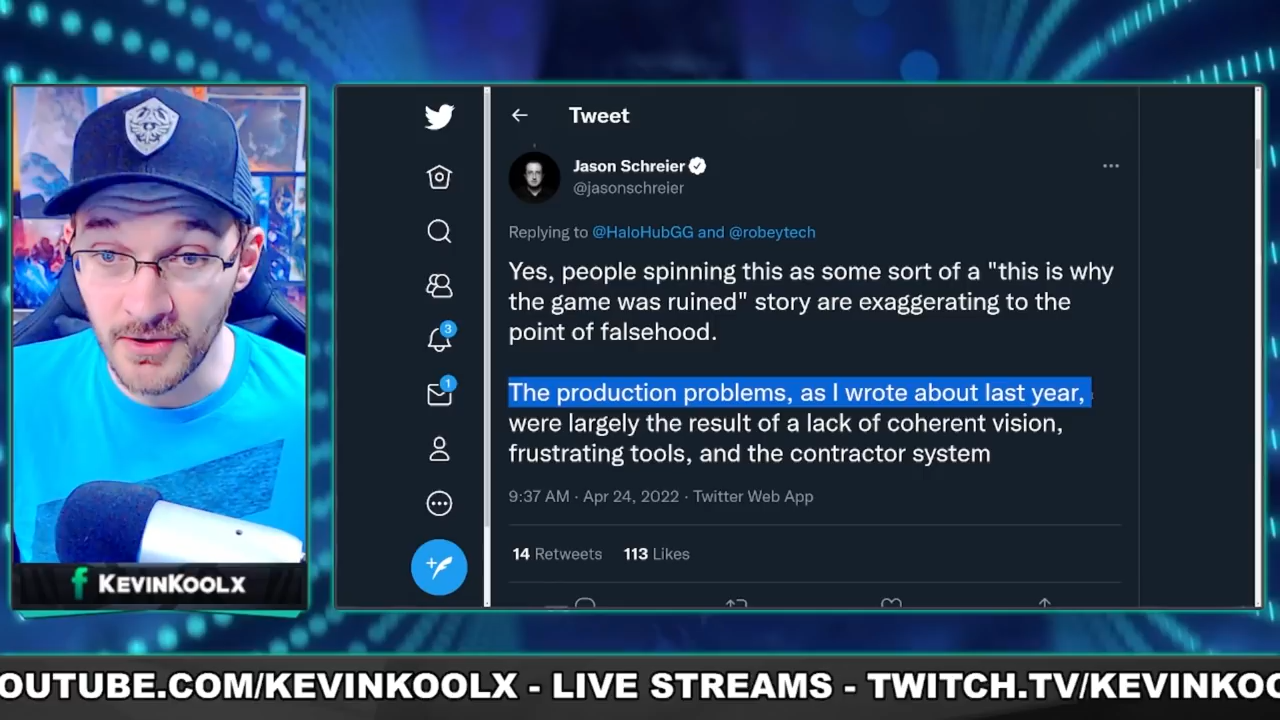 Tweet
Jason Schreier
@jasonschreier
Replying to @HaloHubGG and @robeytech
Yes, people spinning this as some sort of a "this is why
the game was ruined" story are exaggerating to the
point of falsehood.
The production problems, as I wrote about last year,
were largely the result of a lack of coherent vision,
frustrating tools, and the contractor system
9:37 AM · Apr 24, 2022 · Twitter Web App
14 Retweets 113 Likes
3
1
f KEVINKOOLX
OUTUBE.COM/KEVINKOOLX - LIVE STREAMS - TWITCH.TV/KEVINKOO